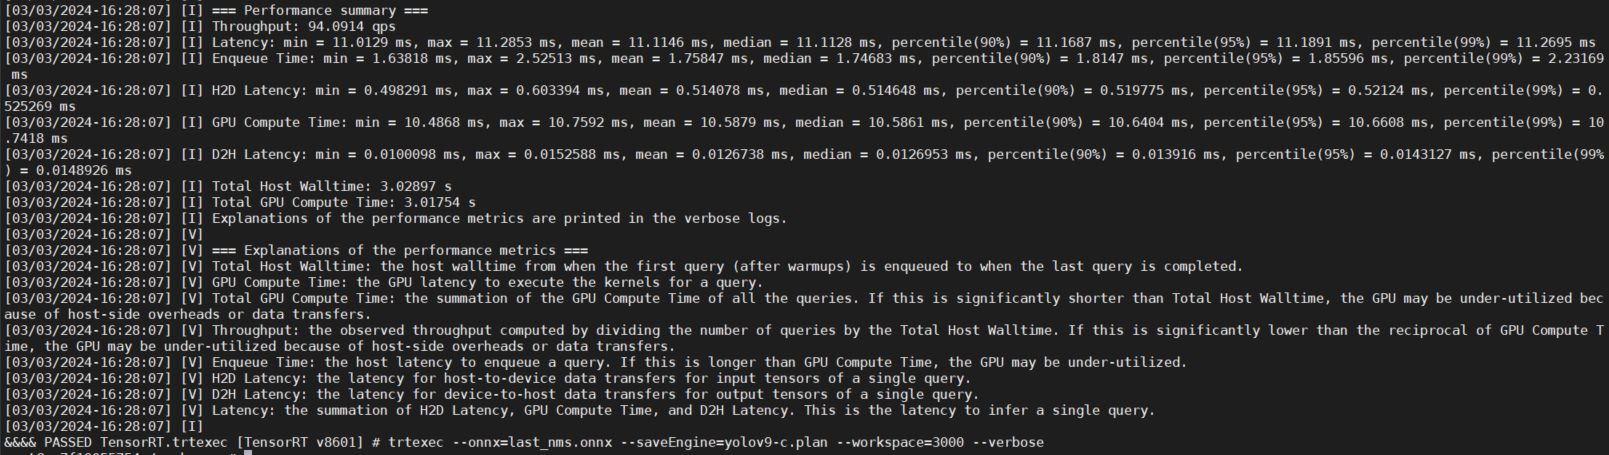 [03/03/2024-16:28:07] [I] === Performance summary ===
[03/03/2024-16:28:07] [I] Throughput: 94.0914 qps
[03/03/2024-16:28:07] [I] Latency: min = 11.0129 ms, max = 11.2853 ms, mean = 11.1146 ms, median = 11.1128 ms, percentile(90%) = 11.1687 ms, percentile(95%) = 11.1891 ms, percentile(99%) = 11.2695 ms
[03/03/2024-16:28:07] [I] Enqueue Time: min = 1.63818 ms, max = 2.52513 ms, mean = 1.75847 ms, median = 1.74683 ms, percentile(90%) = 1.8147 ms, percentile(95%) = 1.85596 ms, percentile(99%) = 2.23169
ms
[03/03/2024-16:28:07] [I] H2D Latency: min = 0.498291 ms, max = 0.603394 ms, mean = 0.514078 ms, median = 0.514648 ms, percentile(90%) = 0.519775 ms, percentile(95%) = 0.52124 ms, percentile(99%) = 0.
525269 ms
[03/03/2024-16:28:07] [I] GPU Compute Time: min = 10.4868 ms, max = 10.7592 ms, mean = 10.5879 ms, median = 10.5861 ms, percentile(90%) = 10.6404 ms, percentile(95%) = 10.6608 ms, percentile(99%) = 10
.7418 ms
[03/03/2024-16:28:07] [I] D2H Latency: min = 0.0100098 ms, max = 0.0152588 ms, mean = 0.0126738 ms, median = 0.0126953 ms, percentile(90%) = 0.013916 ms, percentile(95%) = 0.0143127 ms, percentile(99%
) = 0.0148926 ms
[03/03/2024-16:28:07] [I] Total Host Walltime: 3.02897 s
[03/03/2024-16:28:07] [I] Total GPU Compute Time: 3.01754 s
[03/03/2024-16:28:07] [I] Explanations of the performance metrics are printed in the verbose logs.
[03/03/2024-16:28:07] [V]
[03/03/2024-16:28:07] [V] === Explanations of the performance metrics ===
[03/03/2024-16:28:07] [V] Total Host Walltime: the host walltime from when the first query (after warmups) is enqueued to when the last query is completed.
[03/03/2024-16:28:07] [V] GPU Compute Time: the GPU latency to execute the kernels for a query.
[03/03/2024-16:28:07] [V] Total GPU Compute Time: the summation of the GPU Compute Time of all the queries. If this is significantly shorter than Total Host Walltime, the GPU may be under-utilized bec
ause of host-side overheads or data transfers.
[03/03/2024-16:28:07] [V] Throughput: the observed throughput computed by dividing the number of queries by the Total Host Walltime. If this is significantly lower than the reciprocal of GPU Compute T
ime, the GPU may be under-utilized because of host-side overheads or data transfers.
[03/03/2024-16:28:07] [V] Enqueue Time: the host latency to enqueue a query. If this is longer than GPU Compute Time, the GPU may be under-utilized.
[03/03/2024-16:28:07] [V] H2D Latency: the latency for host-to-device data transfers for input tensors of a single query.
[03/03/2024-16:28:07] [V] D2H Latency: the latency for device-to-host data transfers for output tensors of a single query.
[03/03/2024-16:28:07] [V] Latency: the summation of H2D Latency, GPU Compute Time, and D2H Latency. This is the latency to infer a single query.
[03/03/2024-16:28:07] [I]
&&&& PASSED TensorRT.trtexec [TensorRT v8601] # trtexec --onnx=last_nms.onnx --saveEngine=yolov9-c.plan --workspace=3000 --verbose